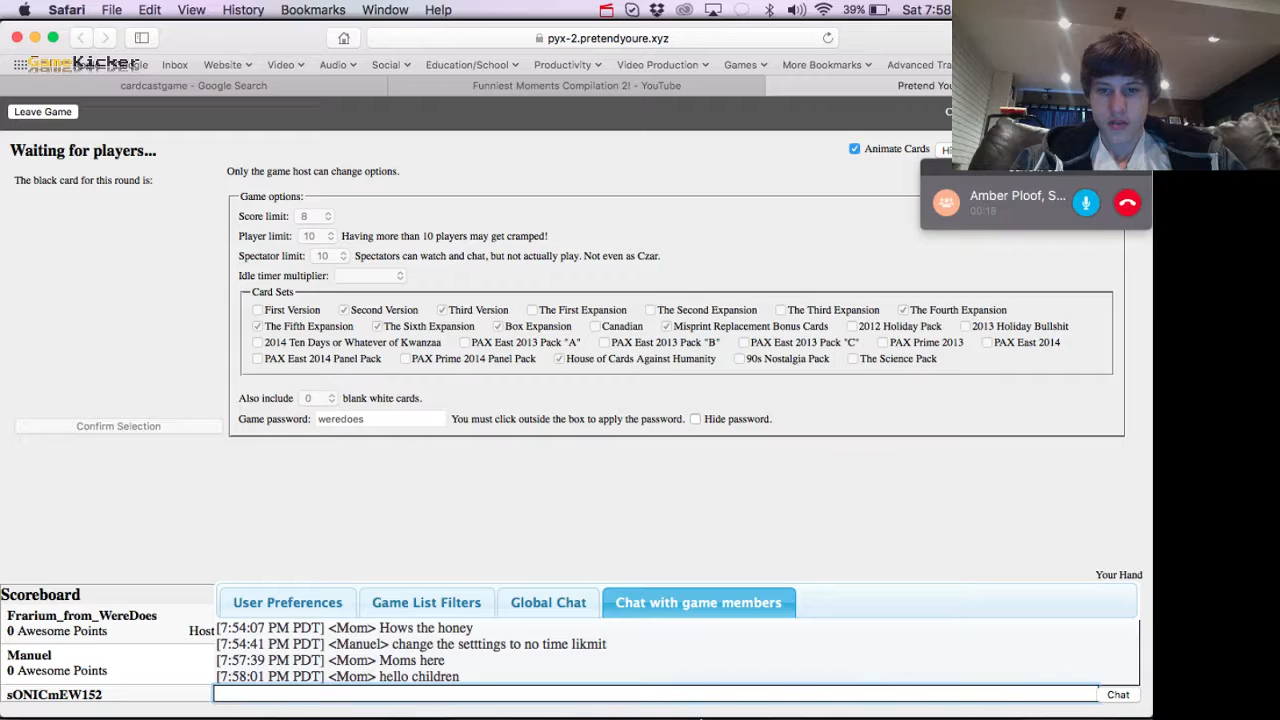 Safari File Edit View History Bookmarks Window Help 39% Sat 7:58
pyx-2.pretendyoure.xyz
GameKicker Inbox Website Video Audio Social Education/School Productivity Video Production Games More Bookmarks Advanced Tra
cardcastgame - Google Search Funniest Moments Compilation 2! - YouTube Pretend You
Leave Game
Waiting for players... Animate Cards
The black card for this round is:
Only the game host can change options.
Amber Ploof, S...
00:18
Game options:
Score limit: 8
Player limit: 10 Having more than 10 players may get cramped!
Spectator limit: 10 Spectators can watch and chat, but not actually play. Not even as Czar.
Idle timer multiplier:
Card Sets
First Version Second Version Third Version The First Expansion The Second Expansion The Third Expansion The Fourth Expansion
The Fifth Expansion The Sixth Expansion Box Expansion Canadian Misprint Replacement Bonus Cards 2012 Holiday Pack 2013 Holiday Bullshit
2014 Ten Days or Whatever of Kwanzaa PAX East 2013 Pack "A" PAX East 2013 Pack "B" PAX East 2013 Pack "C" PAX Prime 2013 PAX East 2014
PAX East 2014 Panel Pack PAX Prime 2014 Panel Pack House of Cards Against Humanity 90s Nostalgia Pack The Science Pack
Also include 0 blank white cards.
Game password: weredoes You must click outside the box to apply the password. Hide password.
Confirm Selection
Your Hand
Scoreboard
User Preferences Game List Filters Global Chat Chat with game members
Frarium_from_WereDoes
0 Awesome Points Host
Manuel
0 Awesome Points
sONICmEW152
[7:54:07 PM PDT] <Mom> Hows the honey
[7:54:41 PM PDT] <Manuel> change the setttings to no time likmit
[7:57:39 PM PDT] <Mom> Moms here
[7:58:01 PM PDT] <Mom> hello children
Chat